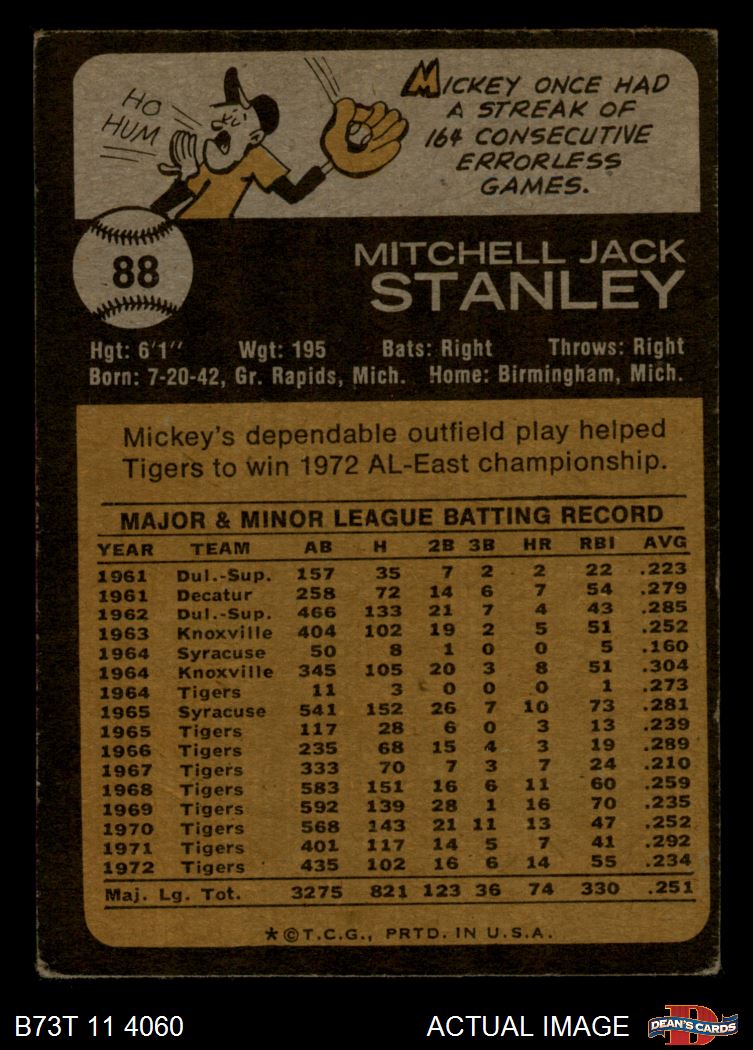 HO
HUM
MICKEY ONCE HAD
A STREAK OF
164 CONSECUTIVE
ERRORLESS
GAMES.
88
MITCHELL JACK
STANLEY
Hgt: 6'1" Wgt: 195 Bats: Right Throws: Right
Born: 7-20-42, Gr. Rapids, Mich. Home: Birmingham, Mich.
Mickey's dependable outfield play helped
Tigers to win 1972 AL-East championship.
MAJOR & MINOR LEAGUE BATTING RECORD
YEAR TEAM AB H 2B 3B HR RBI AVG
1961 Dul.-Sup. 157 35 7 2 2 22 .223
1961 Decatur 258 72 14 6 7 54 .279
1962 Dul.-Sup. 466 133 21 7 4 43 .285
1963 Knoxville 404 102 19 2 5 51 .252
1964 Syracuse 50 8 1 0 0 5 .160
1964 Knoxville 345 105 20 3 8 51 .304
1964 Tigers 11 3 0 0 0 1 .273
1965 Syracuse 541 152 26 7 10 73 .281
1965 Tigers 117 28 6 0 3 13 .239
1966 Tigers 235 68 15 4 3 19 .289
1967 Tigers 333 70 7 3 7 24 .210
1968 Tigers 583 151 16 6 11 60 .259
1969 Tigers 592 139 28 1 16 70 .235
1970 Tigers 568 143 21 11 13 47 .252
1971 Tigers 401 117 14 5 7 41 .292
1972 Tigers 435 102 16 6 14 55 .234
Maj. Lg. Tot. 3275 821 123 36 74 330 .251
*©T.C.G., PRTD. IN U.S.A.
B73T 11 4060 ACTUAL IMAGE DEAN'S CARDS